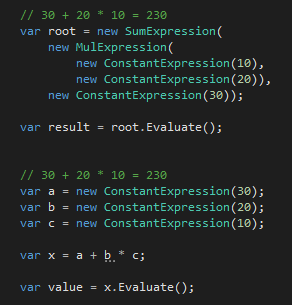 // 30 + 20 * 10 = 230
var root = new SumExpression(
    new MulExpression(
        new ConstantExpression(10),
        new ConstantExpression(20)),
    new ConstantExpression(30));

var result = root.Evaluate();

// 30 + 20 * 10 = 230
var a = new ConstantExpression(30);
var b = new ConstantExpression(20);
var c = new ConstantExpression(10);

var x = a + b * c;

var value = x.Evaluate();